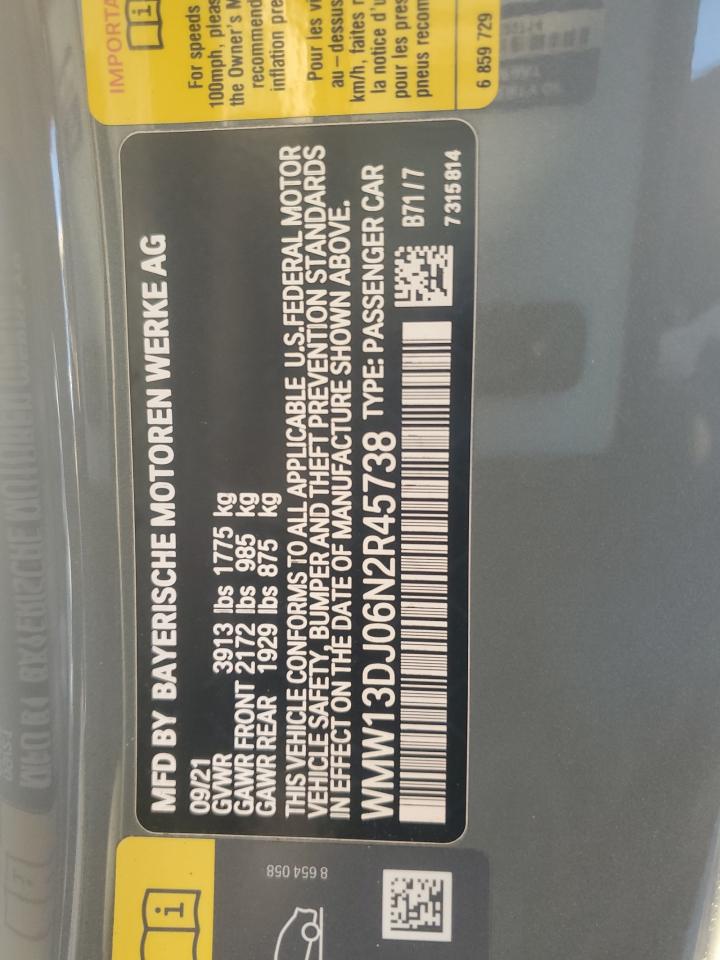 MFD BY BAYERISCHE MOTOREN WERKE AG
09/21
GVWR 3913 lbs 1775 kg
GAWR FRONT 2172 lbs 985 kg
GAWR REAR 1929 lbs 875 kg
THIS VEHICLE CONFORMS TO ALL APPLICABLE U.S.FEDERAL MOTOR
VEHICLE SAFETY, BUMPER AND THEFT PREVENTION STANDARDS
IN EFFECT ON THE DATE OF MANUFACTURE SHOWN ABOVE.
WMW13DJ06N2R45738 TYPE: PASSENGER CAR
B71/7
7315814
IMPORTA
For speeds
100mph, pleas
the Owner's M
recommend
inflation pre
Pour les vi
au-dessus
km/h, faites r
la notice d'u
pour les pres
pneus recom
6 859 729
8 654 058